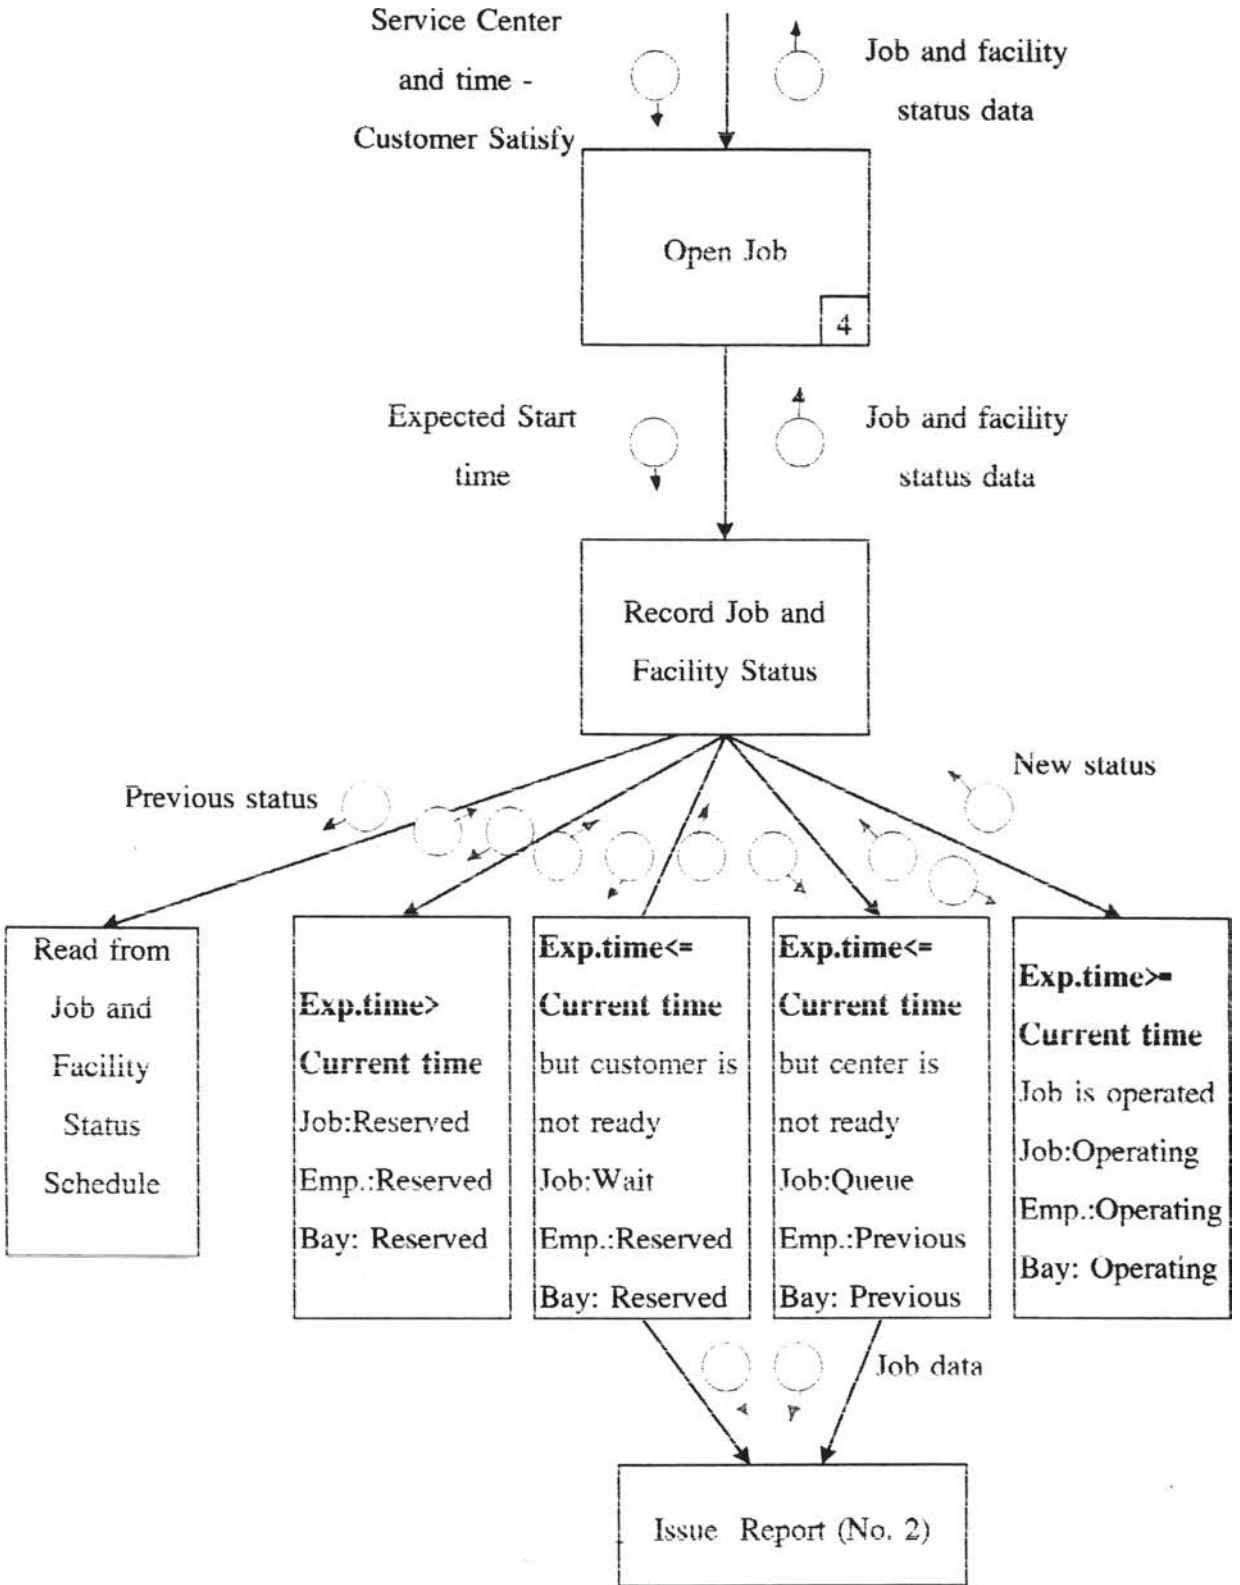 Service Center
and time -
Customer Satisfy
Job and facility
status data
Open Job
4
Expected Start
time
Job and facility
status data
Record Job and
Facility Status
Previous status
New status
Read from
Job and
Facility
Status
Schedule
Exp.time>
Current time
Job:Reserved
Emp.:Reserved
Bay: Reserved
Exp.time<=
Current time
but customer is
not ready
Job:Wait
Emp.:Reserved
Bay: Reserved
Exp.time<=
Current time
but center is
not ready
Job:Queue
Emp.:Previous
Bay: Previous
Exp.time>=
Current time
Job is operated
Job:Operating
Emp.:Operating
Bay: Operating
Job data
Issue Report (No. 2)